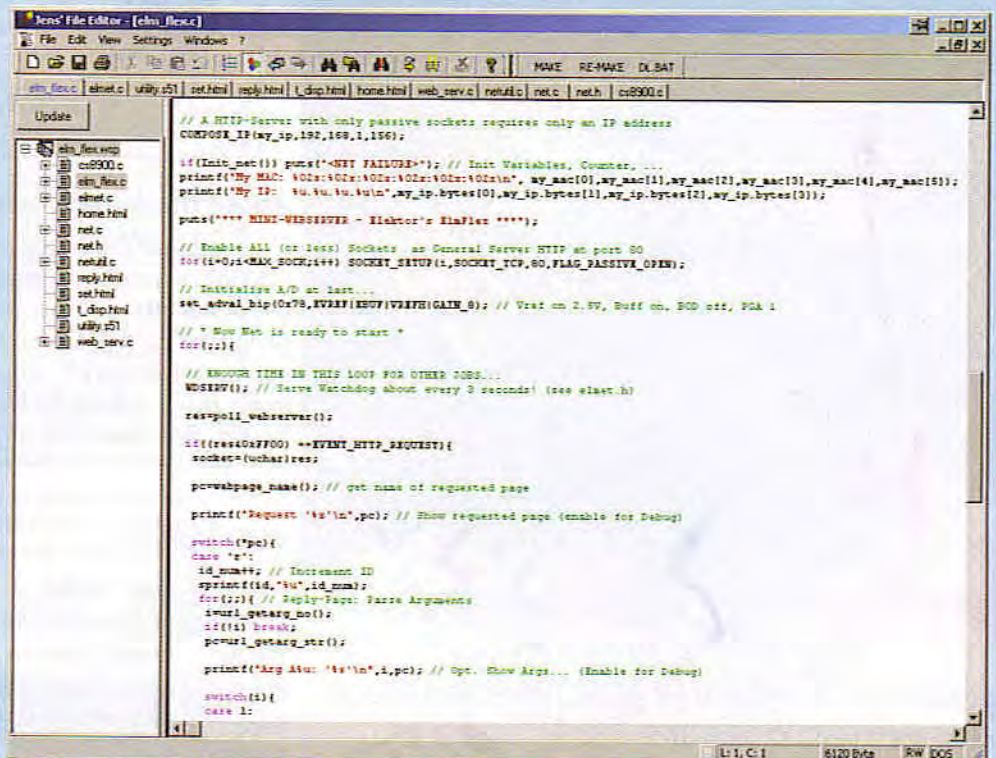 Jens' File Editor - [elm_flex.c]
File Edit View Settings Windows ?
MAKE RE-MAKE DL.BAT
elm_flex.c elmet.c utility.s51 set.html reply.html t_disp.html home.html web_serv.c netutil.c net.c net.h cs8900.c
Update
elm_flex.wsp
cs8900.c
elm_flex.c
elmet.c
home.html
net.c
net.h
netutil.c
reply.html
set.html
t_disp.html
utility.s51
web_serv.c
// A HTTP-Server with only passive sockets requires only an IP address
COMPOSE_IP(my_ip,192,168,1,156);
if(Init_net()) puts("<NET FAILURE>"); // Init Variables, Counter, ...
printf("My MAC: %02x:%02x:%02x:%02x:%02x:%02x\n", my_mac[0],my_mac[1],my_mac[2],my_mac[3],my_mac[4],my_mac[5]);
printf("My IP: %u.%u.%u.%u\n",my_ip.bytes[0],my_ip.bytes[1],my_ip.bytes[2],my_ip.bytes[3]);
puts("*** MINI-WEBSERVER - Elektor's ElmFlex ***");
// Enable ALL (or less) Sockets as General Server HTTP at port 80
for(i=0;i<MAX_SOCK;i++) SOCKET_SETUP(i,SOCKET_TCP,80,FLAG_PASSIVE_OPEN);
// Initialise A/D at last...
set_adval_bip(0x78,EVREF|EBUF|VREFH|GAIN_8); // Vref on 2.5V, Buff on, BOD off, PGA 1
// * Now Net is ready to start *
for(;;){
// ENOUGH TIME IN THIS LOOP FOR OTHER JOBS...
WDSERV(); // Serve Watchdog about every 3 seconds! (see elmet.h)
res=poll_webserver();
if((res&0xFF00) ==EVENT_HTTP_REQUEST){
socket=(uchar)res;
pc=webpage_name(); // get name of requested page
printf("Request '%s'\n",pc); // Show requested page (enable for Debug)
switch(*pc){
case 'r':
id_num++; // Increment ID
sprintf(id,"%u",id_num);
for(;;){ // Reply-Page: Parse Arguments
i=url_getarg_no();
if(!i) break;
pc=url_getarg_str();
printf("Arg A%u: '%s'\n",i,pc); // Opt. Show Args... (Enable for Debug)
switch(i){
case 1:
L: 1, C: 1 6120 Byte RW DOS